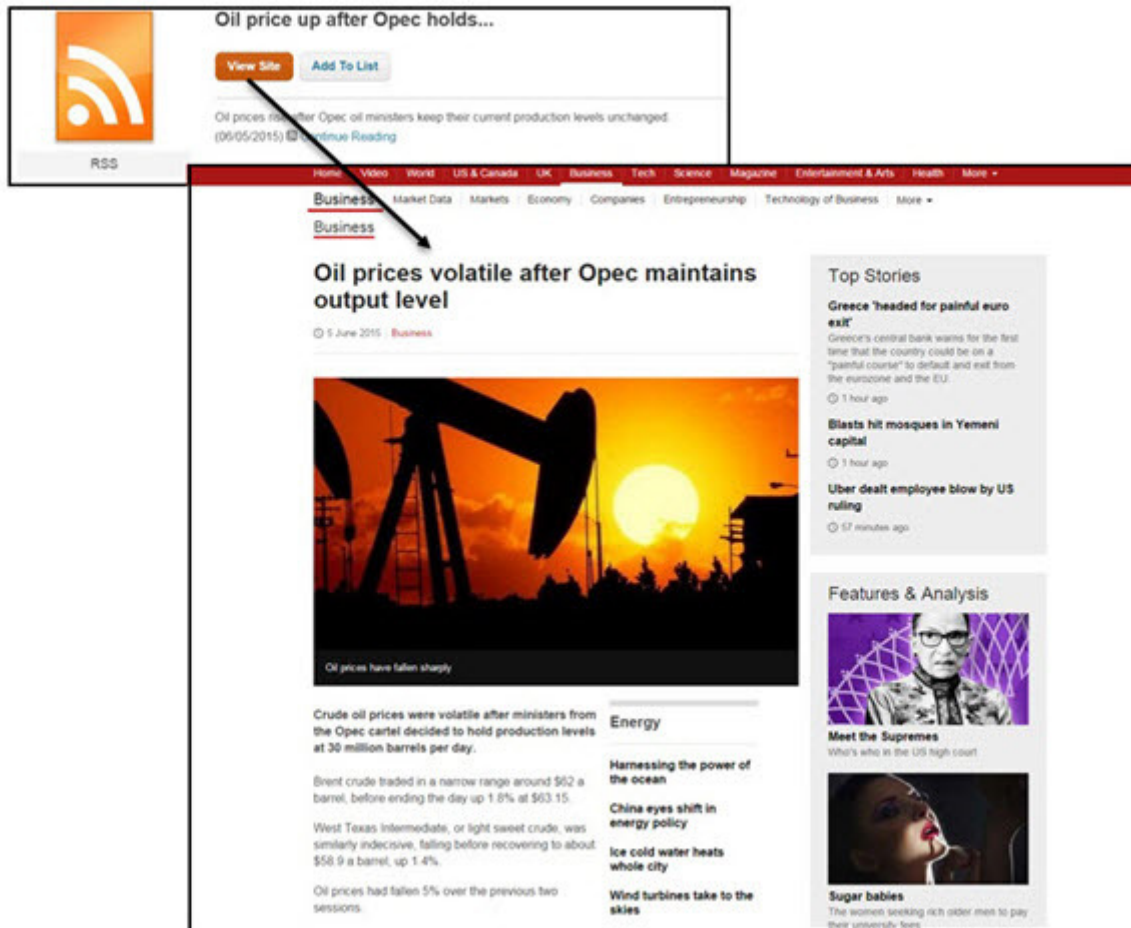 Oil price up after Opec holds...
View Site
Add To List
Oil prices rise after Opec oil ministers keep their current production levels unchanged.
(06/05/2015) Continue Reading
RSS
Home Video World US & Canada UK Business Tech Science Magazine Entertainment & Arts Health More
Business Market Data Markets Economy Companies Entrepreneurship Technology of Business More
Business
Oil prices volatile after Opec maintains
output level
5 June 2015 Business
Oil prices have fallen sharply
Crude oil prices were volatile after ministers from
the Opec cartel decided to hold production levels
at 30 million barrels per day.
Brent crude traded in a narrow range around $62 a
barrel, before ending the day up 1.8% at $63.15.
West Texas Intermediate, or light sweet crude, was
similarly indecisive, falling before recovering to about
$58.9 a barrel, up 1.4%.
Oil prices had fallen 5% over the previous two
sessions.
Energy
Harnessing the power of
the ocean
China eyes shift in
energy policy
Ice cold water heats
whole city
Wind turbines take to the
skies
Top Stories
Greece 'headed for painful euro
exit'
Greece's central bank warns for the first
time that the country could be on a
"painful course" to default and exit from
the eurozone and the EU.
1 hour ago
Blasts hit mosques in Yemeni
capital
1 hour ago
Uber dealt employee blow by US
ruling
57 minutes ago
Features & Analysis
Meet the Supremes
Who's who in the US high court
Sugar babies
The women seeking rich older men to pay
their university fees